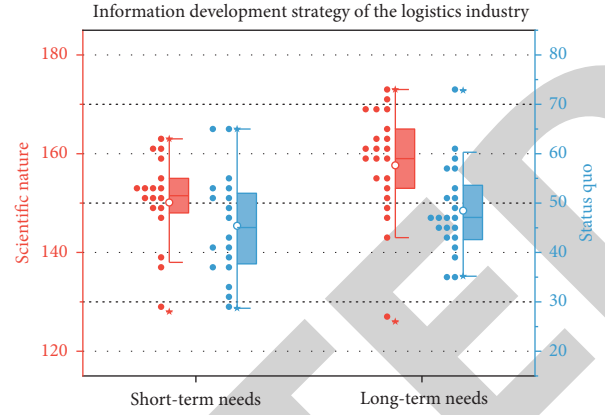 Information development strategy of the logistics industry
180
160
140
120
Scientific nature
80
70
60
50
40
30
20
Status quo
Short-term needs
Long-term needs